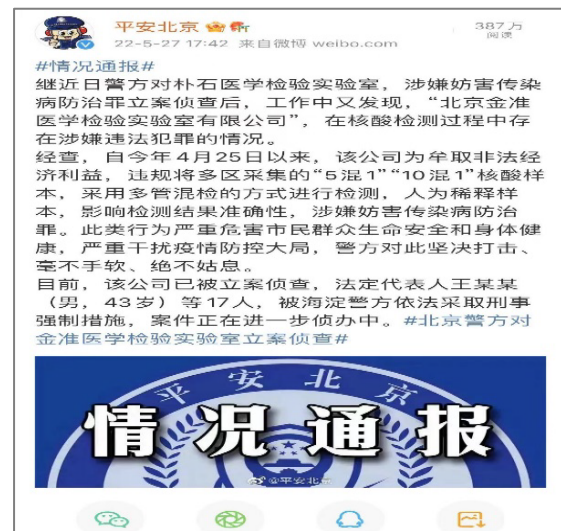 平安北京
387万
阅读
22-5-27 17:42 来自微博 weibo.com
#情况通报#
继近日警方对朴石医学检验实验室，涉嫌妨害传染
病防治罪立案侦查后，工作中又发现，“北京金准
医学检验实验室有限公司”，在核酸检测过程中存
在涉嫌违法犯罪的情况。
经查，自今年4月25日以来，该公司为牟取非法经
济利益，违规将多区采集的“5混1”“10混1”核酸样
本，采用多管混检的方式进行检测，人为稀释样
本，影响检测结果准确性，涉嫌妨害传染病防治
罪。此类行为严重危害市民群众生命安全和身体健
康，严重干扰疫情防控大局，警方对此坚决打击、
毫不手软、绝不姑息。
目前，该公司已被立案侦查，法定代表人王某某
（男，43岁）等17人，被海淀警方依法采取刑事
强制措施，案件正在进一步侦办中。#北京警方对
金准医学检验实验室立案侦查#
平安北京
情况通报
@平安北京